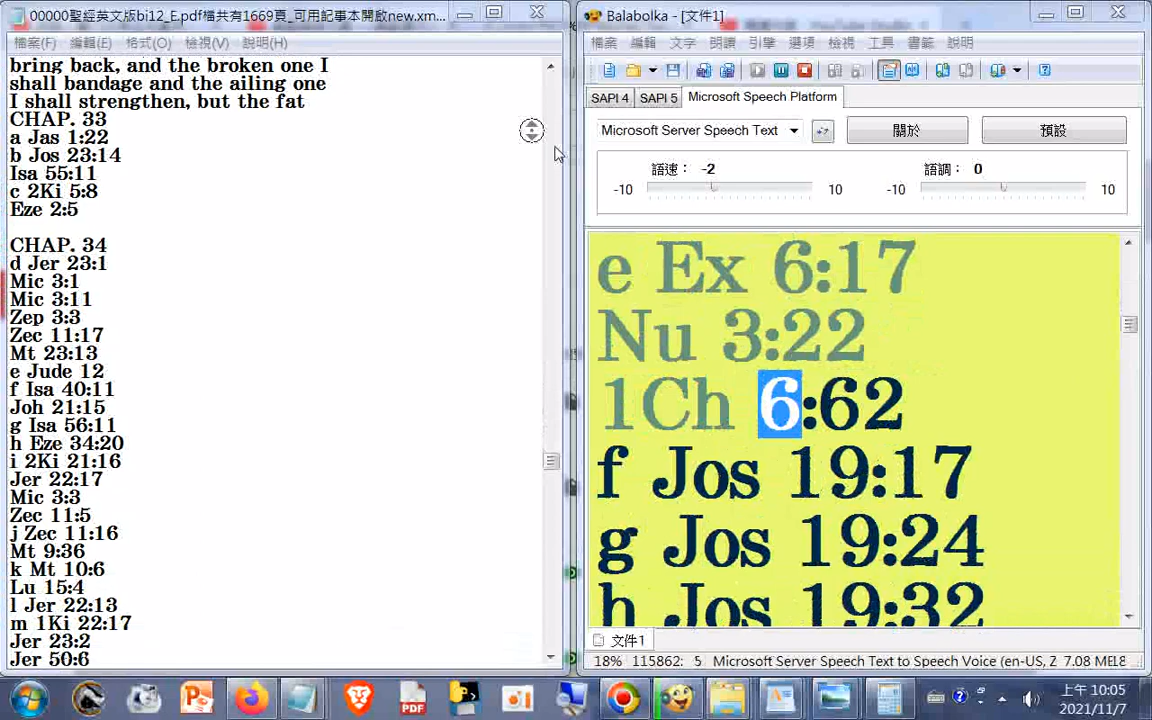 00000聖經英文版bi12_E.pdf檔共有1669頁_可用記事本開啟new.xm...
檔案(F) 編輯(E) 格式(O) 檢視(V) 說明(H)
bring back, and the broken one I
shall bandage and the ailing one
I shall strengthen, but the fat
CHAP. 33
a Jas 1:22
b Jos 23:14
Isa 55:11
c 2Ki 5:8
Eze 2:5
CHAP. 34
d Jer 23:1
Mic 3:1
Mic 3:11
Zep 3:3
Zec 11:17
Mt 23:13
e Jude 12
f Isa 40:11
Joh 21:15
g Isa 56:11
h Eze 34:20
i 2Ki 21:16
Jer 22:17
Mic 3:3
Zec 11:5
j Zec 11:16
Mt 9:36
k Mt 10:6
Lu 15:4
l Jer 22:13
m 1Ki 22:17
Jer 23:2
Jer 50:6
Balabolka - [文件1]
檔案 編輯 文字 朗讀 引擎 選項 檢視 工具 書籤 說明
SAPI 4 SAPI 5 Microsoft Speech Platform
Microsoft Server Speech Text 關於 預設
語速： -2 語調： 0
-10 10 -10 10
e Ex 6:17
Nu 3:22
1Ch 6:62
f Jos 19:17
g Jos 19:24
h Jos 19:32
文件1
18% 115862: 5 Microsoft Server Speech Text to Speech Voice (en-US, Z 7.08 MEL8
PDF
上午 10:05
2021/11/7